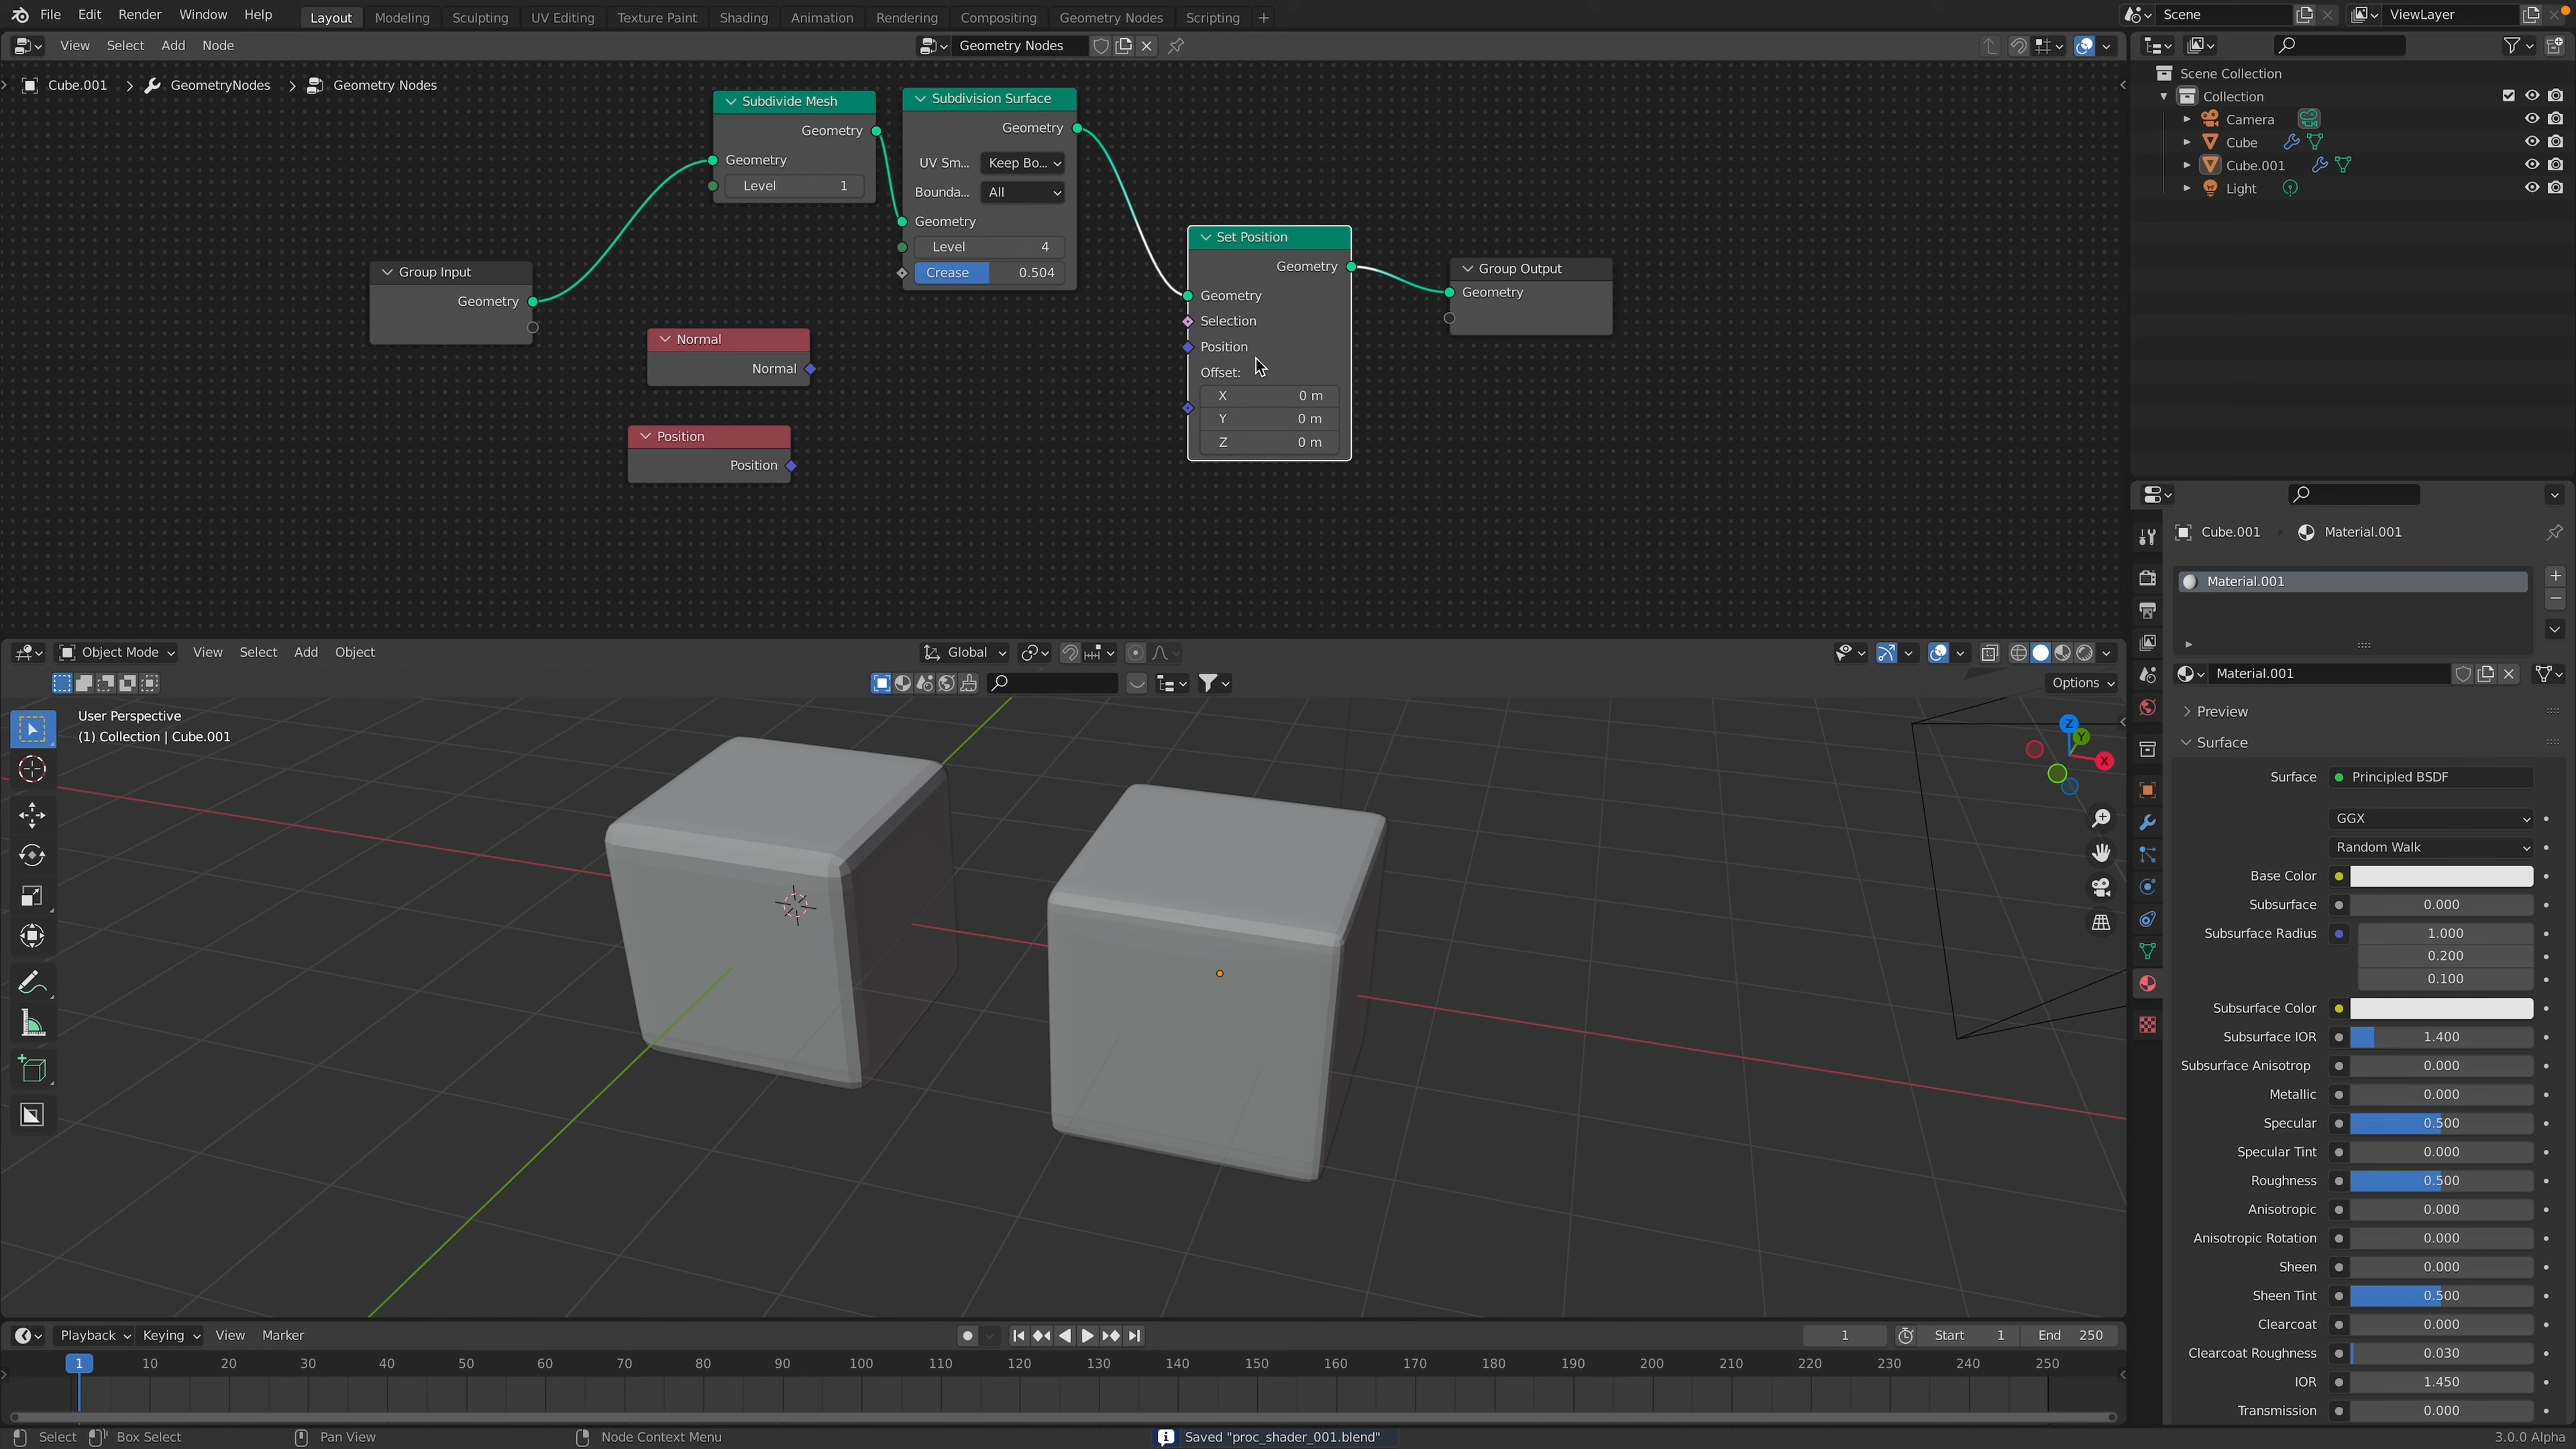 File Edit Render Window Help Layout Modeling Sculpting UV Editing Texture Paint Shading Animation Rendering Compositing Geometry Nodes Scripting + Scene ViewLayer
View Select Add Node Geometry Nodes
Cube.001 > GeometryNodes > Geometry Nodes
Subdivide Mesh
Geometry
Geometry
Level 1
Subdivision Surface
Geometry
UV Sm... Keep Bo...
Bounda... All
Geometry
Level 4
Crease 0.504
Group Input
Geometry
Normal
Normal
Position
Position
Set Position
Geometry
Geometry
Selection
Position
Offset:
X 0 m
Y 0 m
Z 0 m
Group Output
Geometry
Scene Collection
Collection
Camera
Cube
Cube.001
Light
Cube.001 Material.001
Material.001
Material.001
Preview
Surface
Surface Principled BSDF
GGX
Random Walk
Base Color
Subsurface 0.000
Subsurface Radius 1.000
0.200
0.100
Subsurface Color
Subsurface IOR 1.400
Subsurface Anisotrop 0.000
Metallic 0.000
Specular 0.500
Specular Tint 0.000
Roughness 0.500
Anisotropic 0.000
Anisotropic Rotation 0.000
Sheen 0.000
Sheen Tint 0.500
Clearcoat 0.000
Clearcoat Roughness 0.030
IOR 1.450
Transmission 0.000
Object Mode View Select Add Object Global
Options
User Perspective
(1) Collection | Cube.001
Z
Y
X
Playback Keying View Marker 1 Start 1 End 250
1 10 20 30 40 50 60 70 80 90 100 110 120 130 140 150 160 170 180 190 200 210 220 230 240 250
Select Box Select Pan View Node Context Menu Saved "proc_shader_001.blend" 3.0.0 Alpha